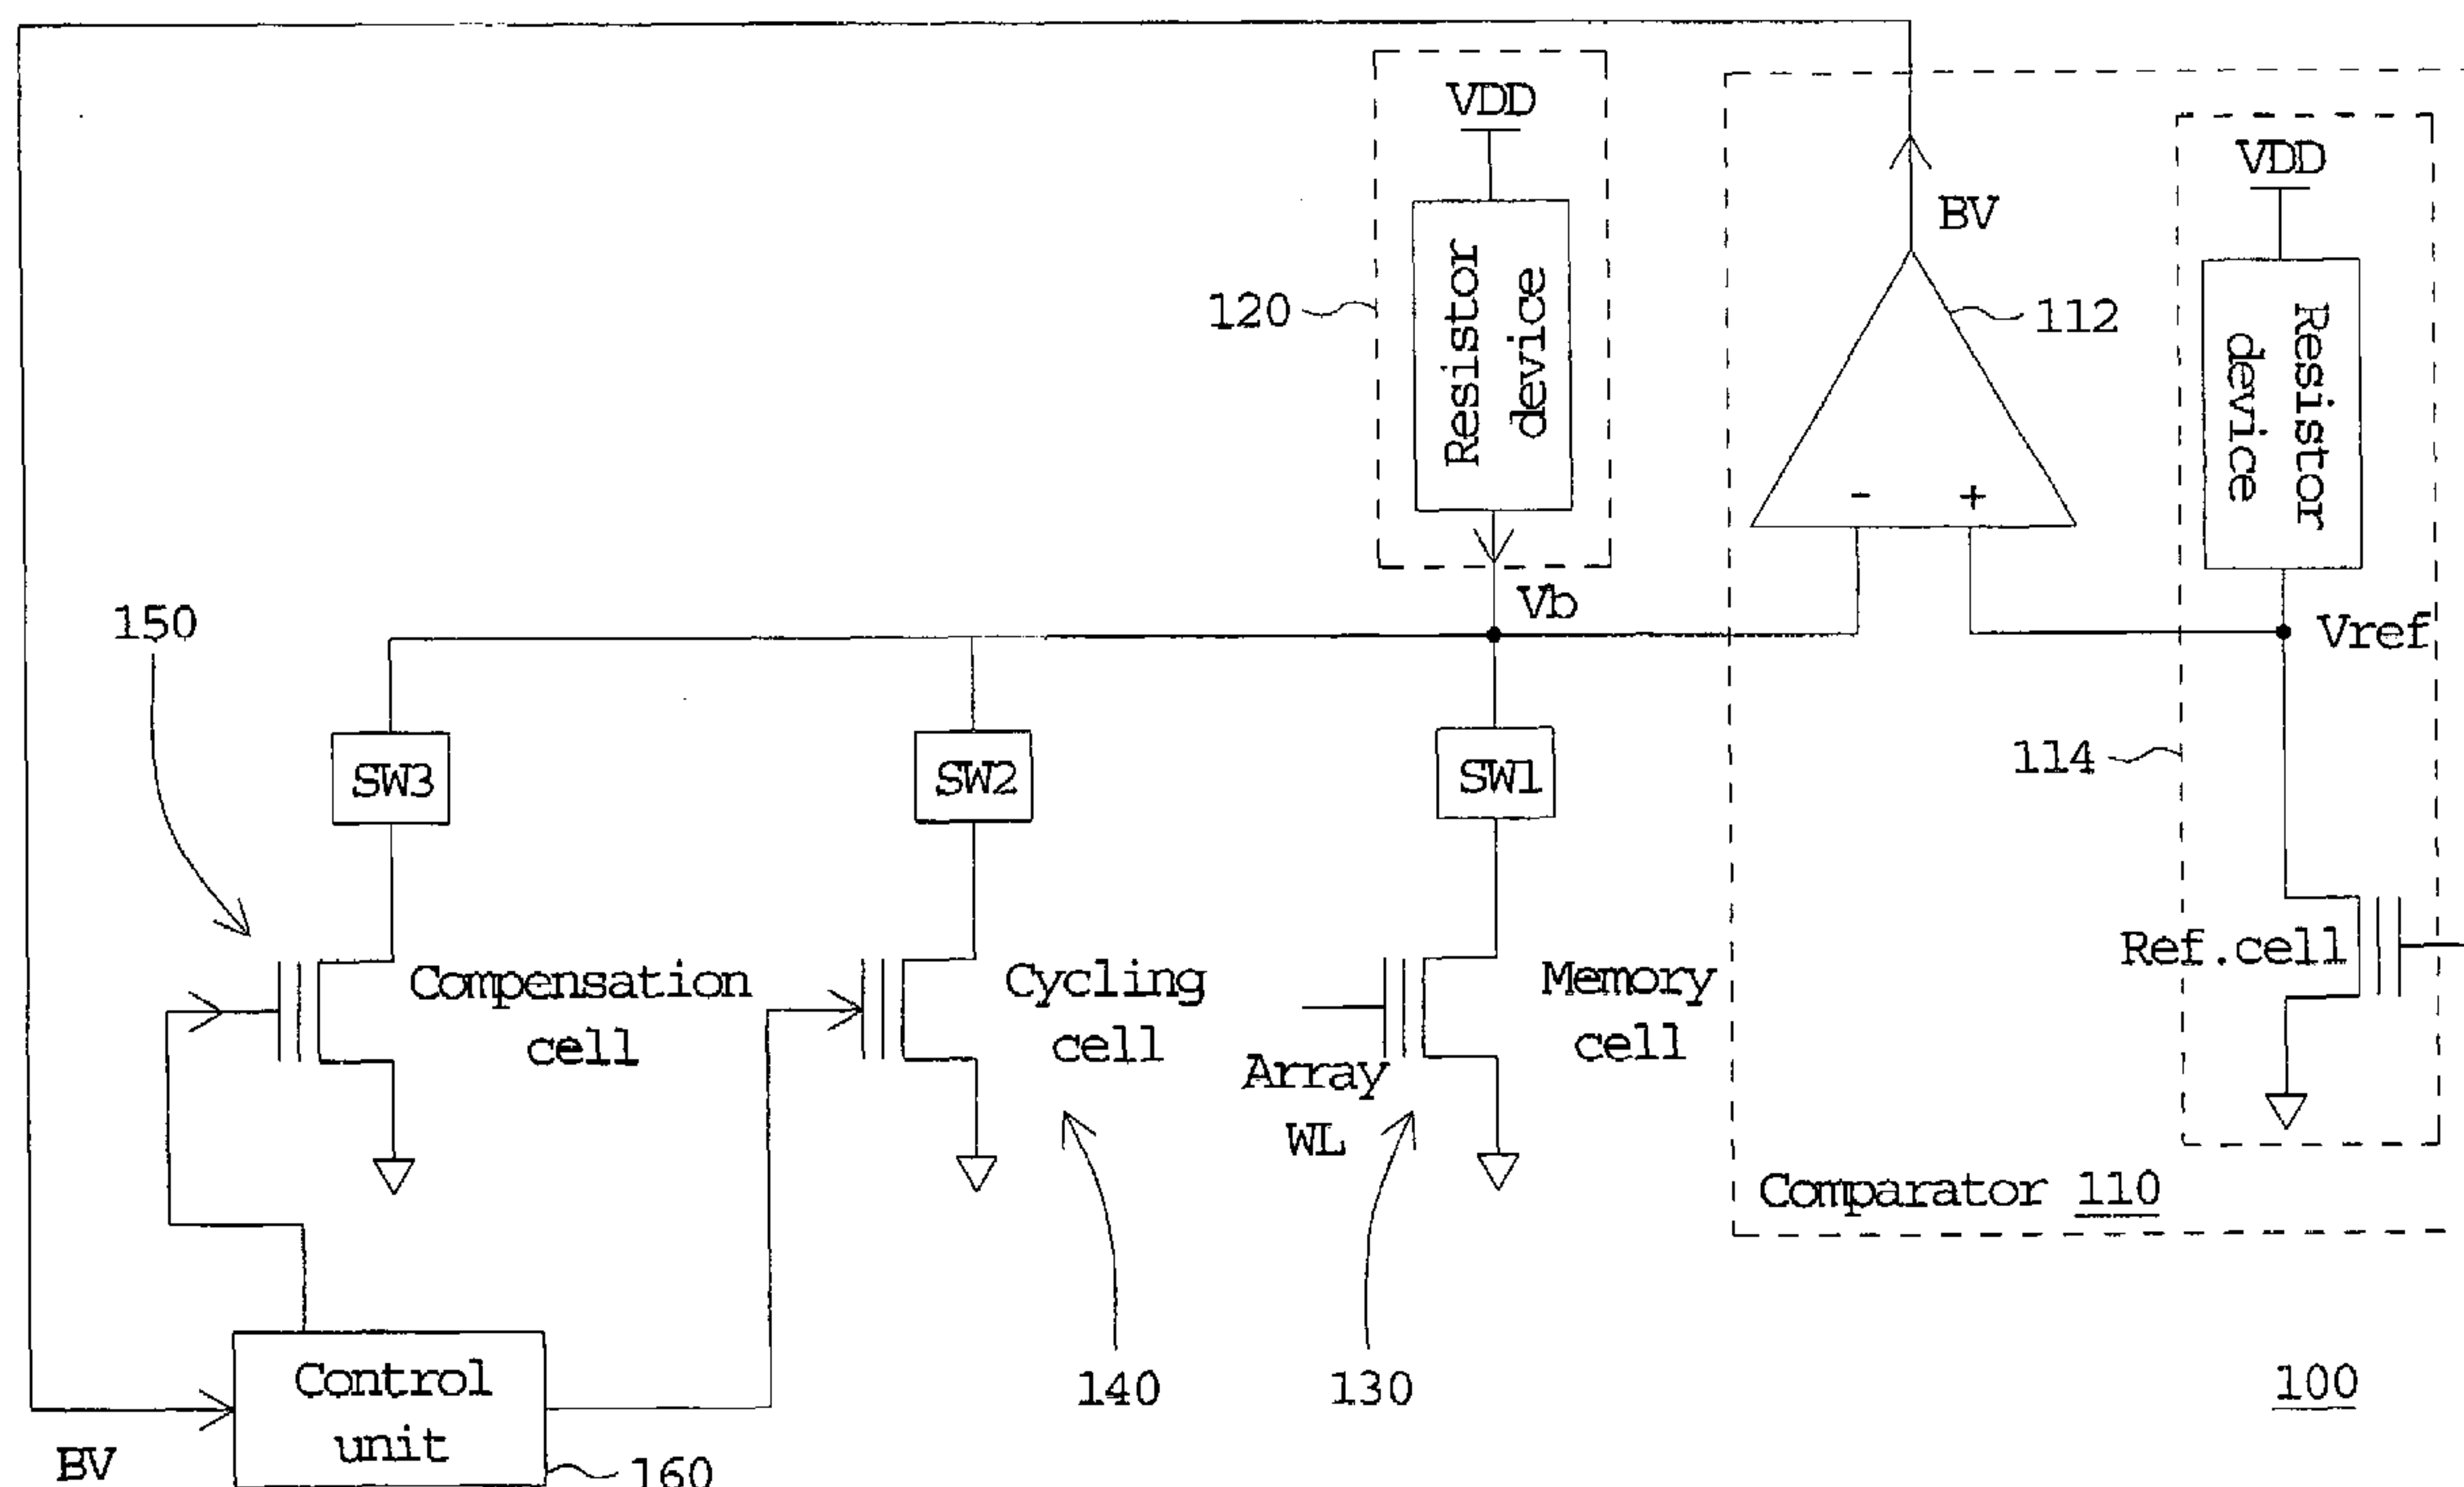 VDD
VDD
BV
Resistor
device
120
112
Resistor
device
-
+
Vb
150
Vref
SW3
SW2
SW1
114
Compensation
cell
Cycling
cell
Memory
cell
Ref.cell
Array
WL
Comparator 110
Control
unit
140
130
100
BV
160